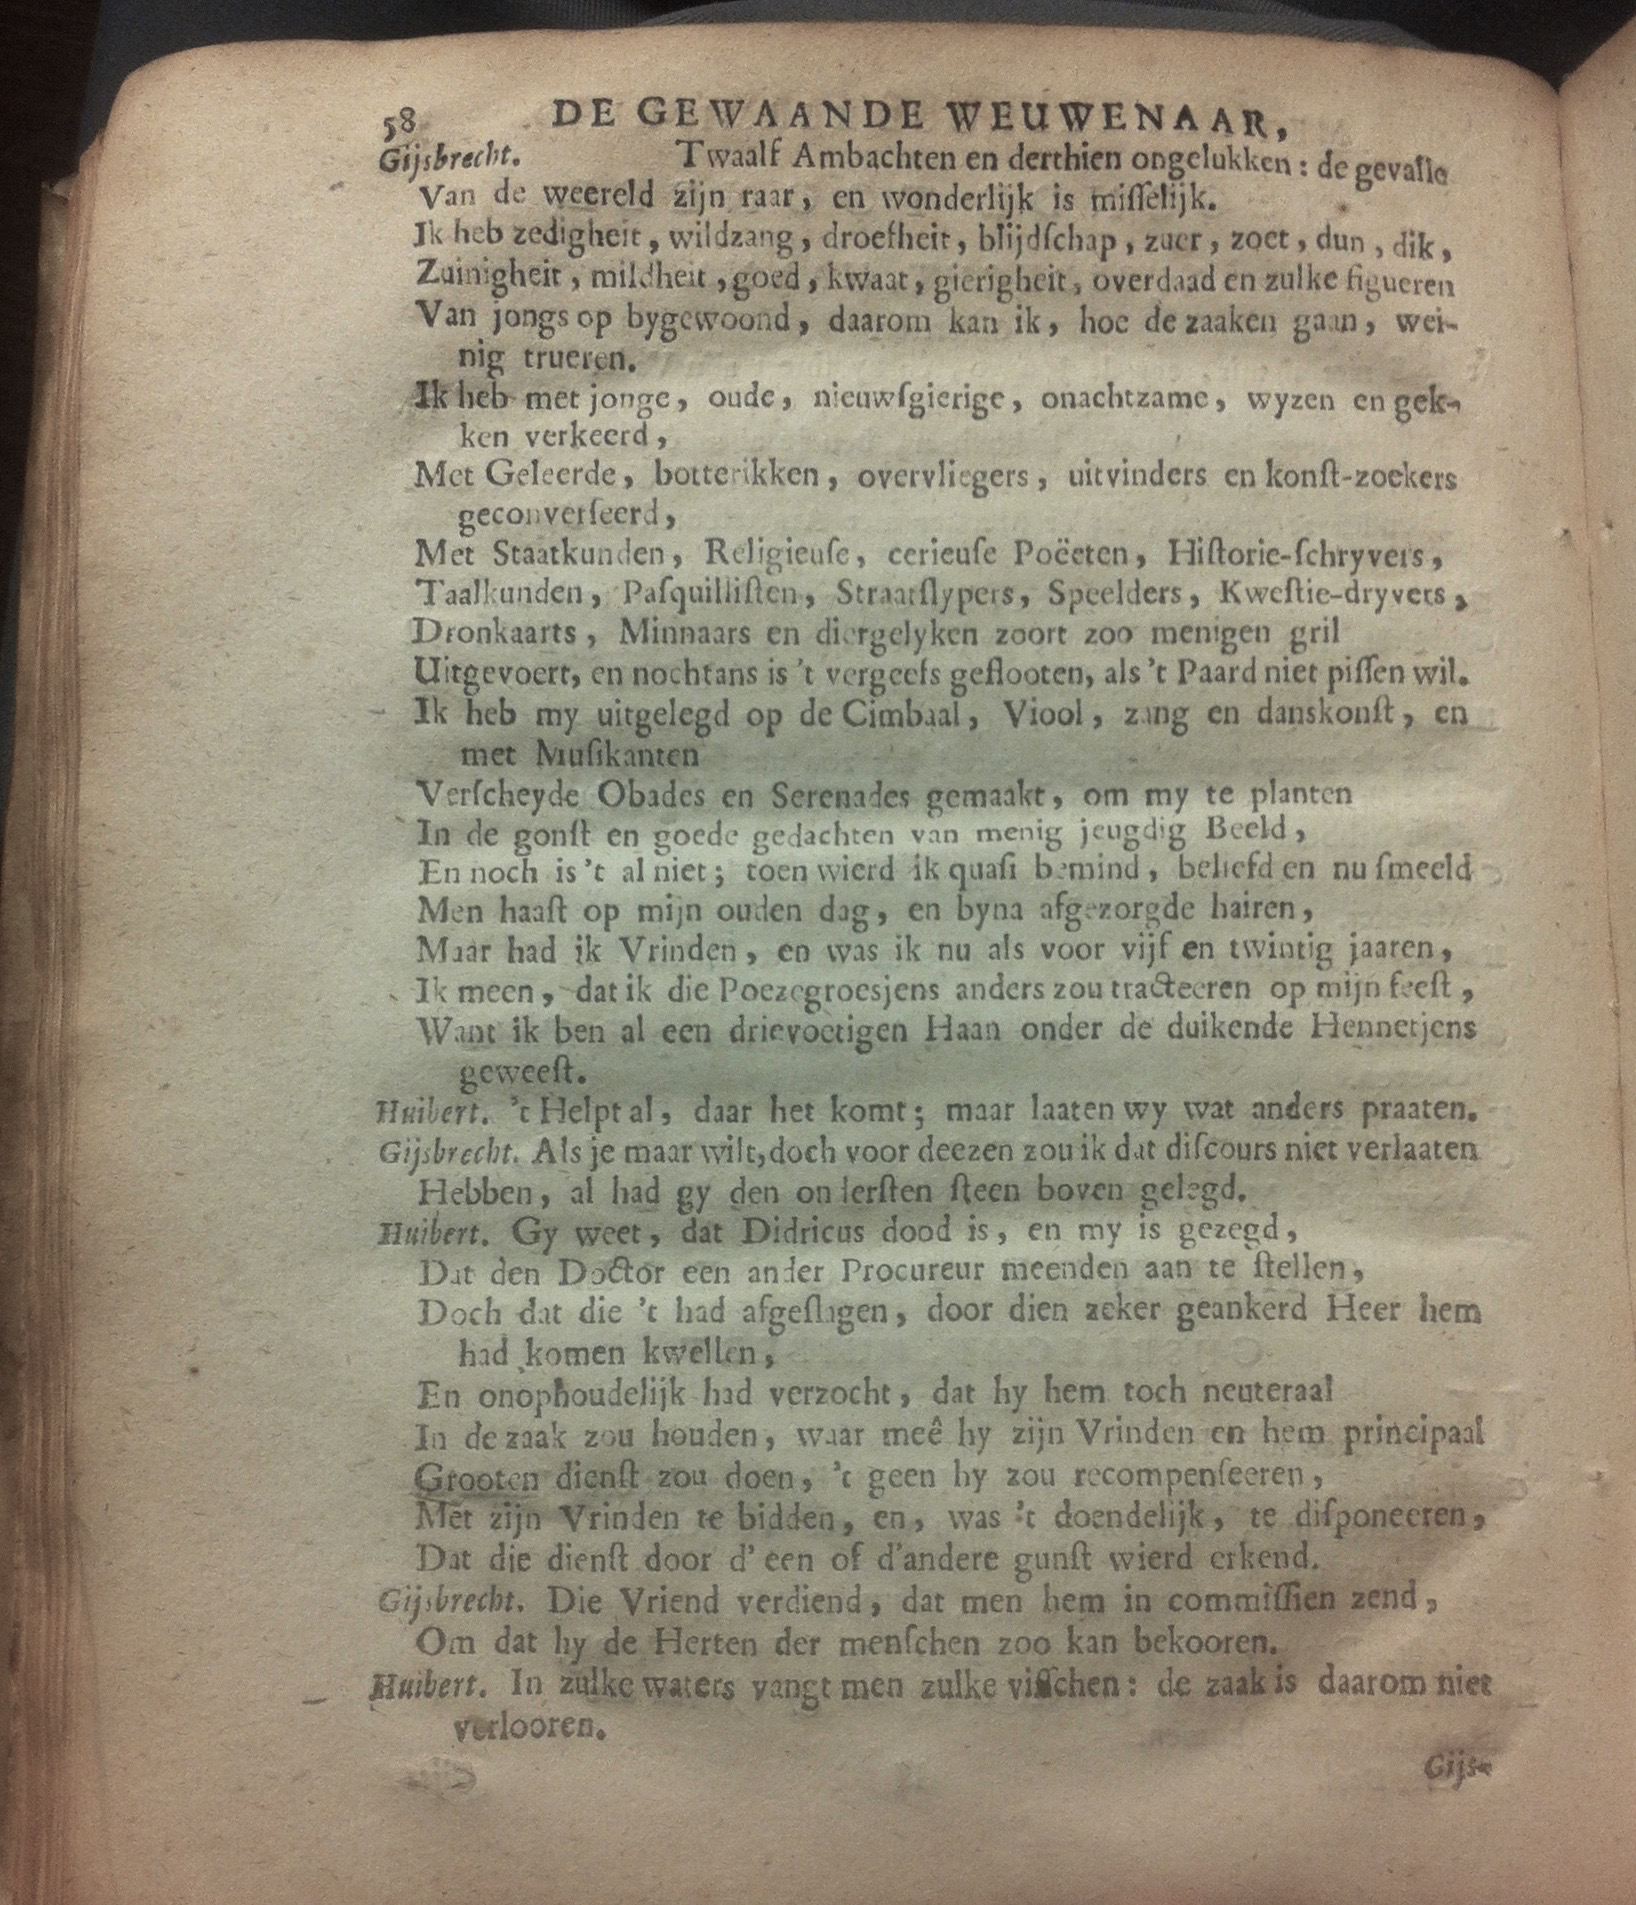 58 DE GEWAANDE WEUWENAAR,
Gijsbrecht. Twaalf Ambachten en derthien ongelukken: de gevalle
Van de weereld zijn raar, en wonderlijk is miſſelijk.
Ik heb zedigheit, wildzang, droefheit, blijdſchap, zuer, zoet, dun, dik,
Zuinigheit, mildheit, goed, kwaat, gierigheit, overdaad en zulke figueren
Van jongs op bygewoond, daarom kan ik, hoe de zaaken gaan, wei-
nig trueren.
Ik heb met jonge, oude, nieuwſgierige, onachtzame, wyzen en gek-
ken verkeerd,
Met Geleerde, botterikken, overvliegers, uitvinders en konſt-zoekers
geconverſeerd,
Met Staatkunden, Religieuſe, cerieuſe Poëeten, Hiſtorie-ſchryvers,
Taalkunden, Paſquilliſten, Straatſlypers, Speelders, Kweſtie-dryvers,
Dronkaarts, Minnaars en diergelyken zoort zoo menigen gril
Uitgevoert, en nochtans is 't vergeefs geflooten, als 't Paard niet piſſen wil.
Ik heb my uitgelegd op de Cimbaal, Viool, zang en danskonſt, en
met Muſikanten
Verſcheyde Obades en Serenades gemaakt, om my te planten
In de gonſt en goede gedachten van menig jeugdig Beeld,
En noch is 't al niet; toen wierd ik quaſi bemind, beliefd en nu ſmeeld
Men haaſt op mijn ouden dag, en byna afgezorgde hairen,
Maar had ik Vrinden, en was ik nu als voor vijf en twintig jaaren,
Ik meen, dat ik die Poezegroesjens anders zou tracteeren op mijn feeſt,
Want ik ben al een drievoetigen Haan onder de duikende Hennetjens
geweeſt.
Huibert. 't Helpt al, daar het komt; maar laaten wy wat anders praaten.
Gijsbrecht. Als je maar wilt, doch voor deezen zou ik dat diſcours niet verlaaten
Hebben, al had gy den onderſten ſteen boven gelegd.
Huibert. Gy weet, dat Didricus dood is, en my is gezegd,
Dat den Doctor een ander Procureur meenden aan te ſtellen,
Doch dat die 't had afgeſlagen, door dien zeker geankerd Heer hem
had komen kwellen,
En onophoudelijk had verzocht, dat hy hem toch neuteraal
In de zaak zou houden, waar meê hy zijn Vrinden en hem principaal
Grooten dienſt zou doen, 't geen hy zou recompenſeeren,
Met zijn Vrinden te bidden, en, was 't doendelijk, te diſponeeren,
Dat die dienſt door d' een of d'andere gunſt wierd erkend.
Gijsbrecht. Die Vriend verdiend, dat men hem in commiſſien zend,
Om dat hy de Herten der menſchen zoo kan bekooren.
Huibert. In zulke waters vangt men zulke viſſchen: de zaak is daarom niet
verlooren.
Gijs-